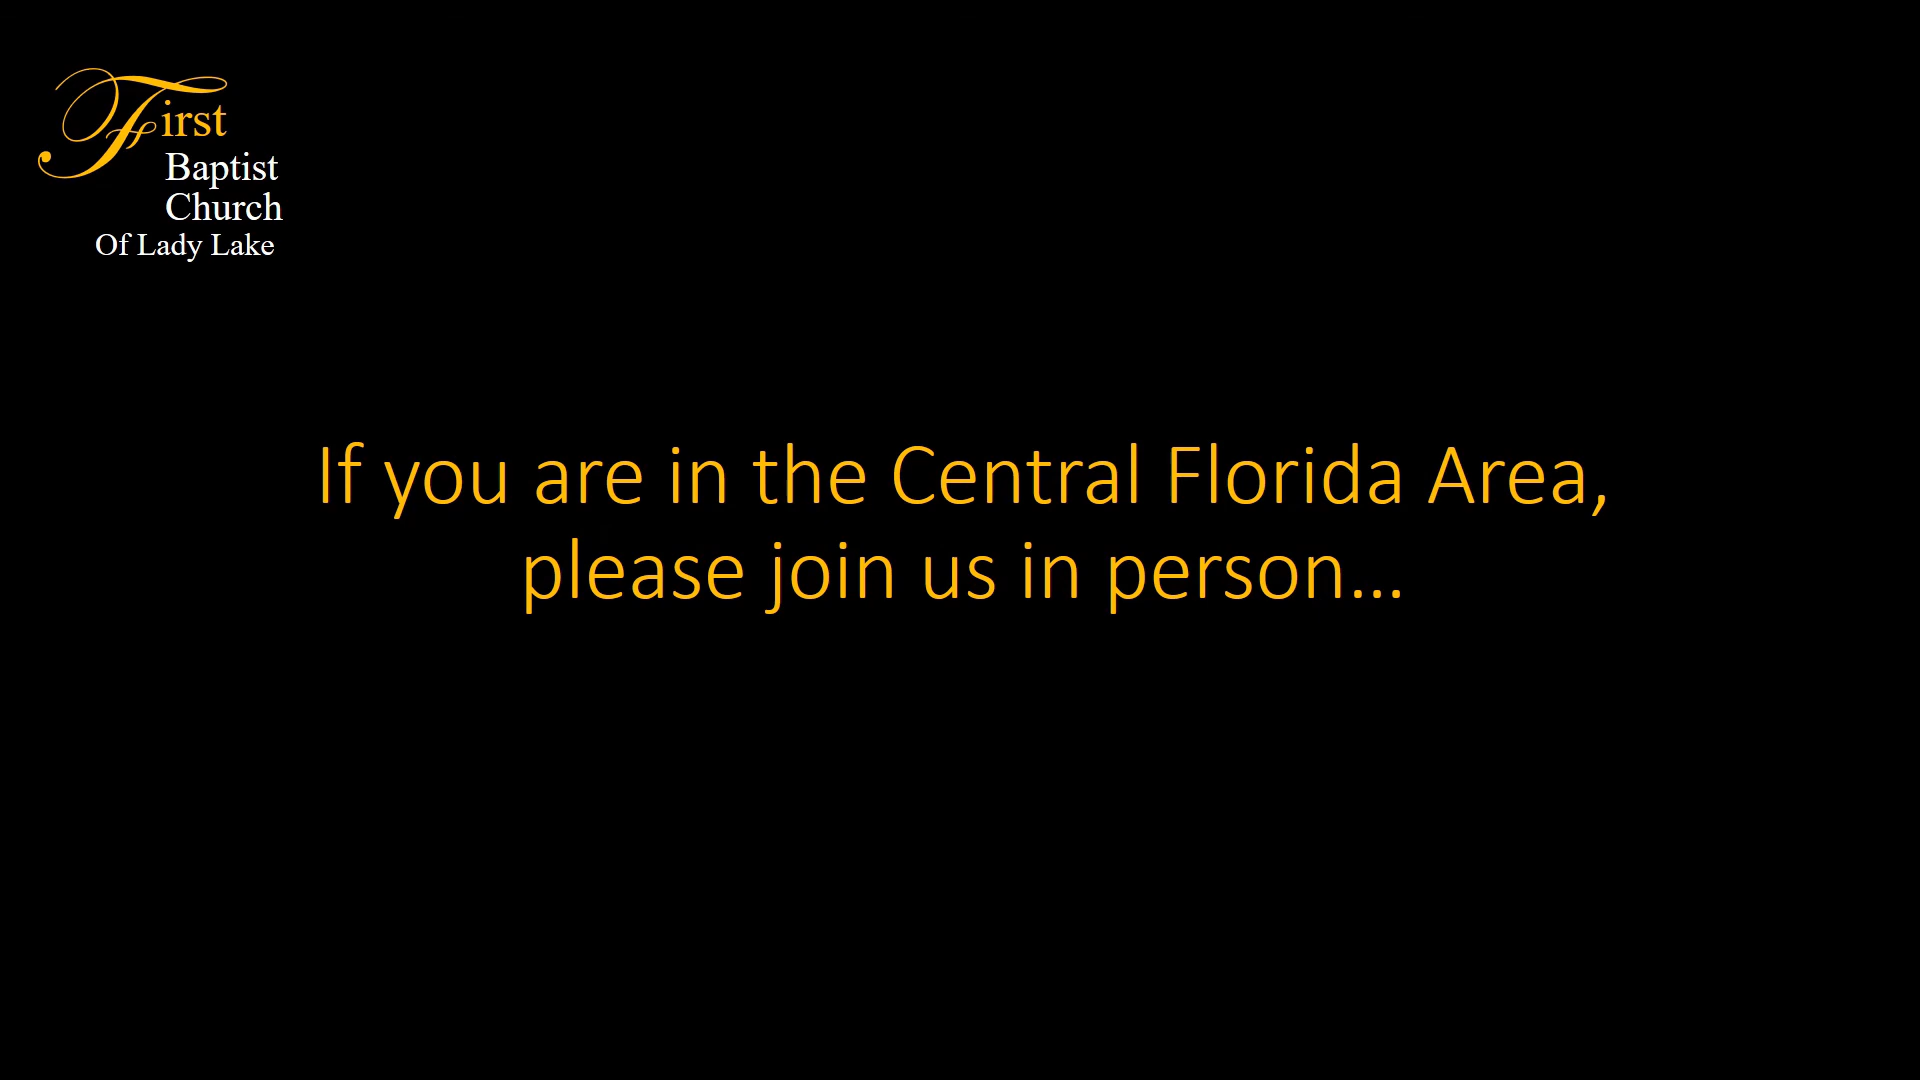 First
Baptist
Church
Of Lady Lake
If you are in the Central Florida Area,
please join us in person...